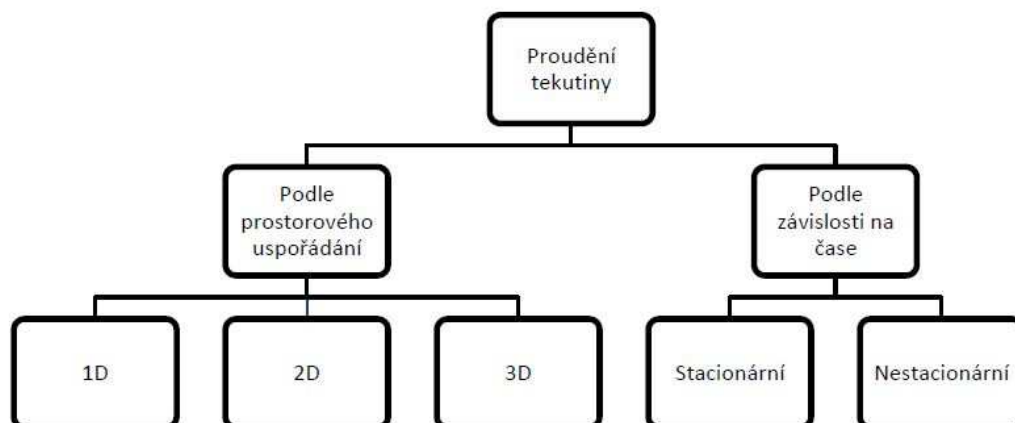 Proudění
tekutiny
Podle
prostorového
uspořádání
Podle
závislosti na
čase
1D
2D
3D
Stacionární
Nestacionární